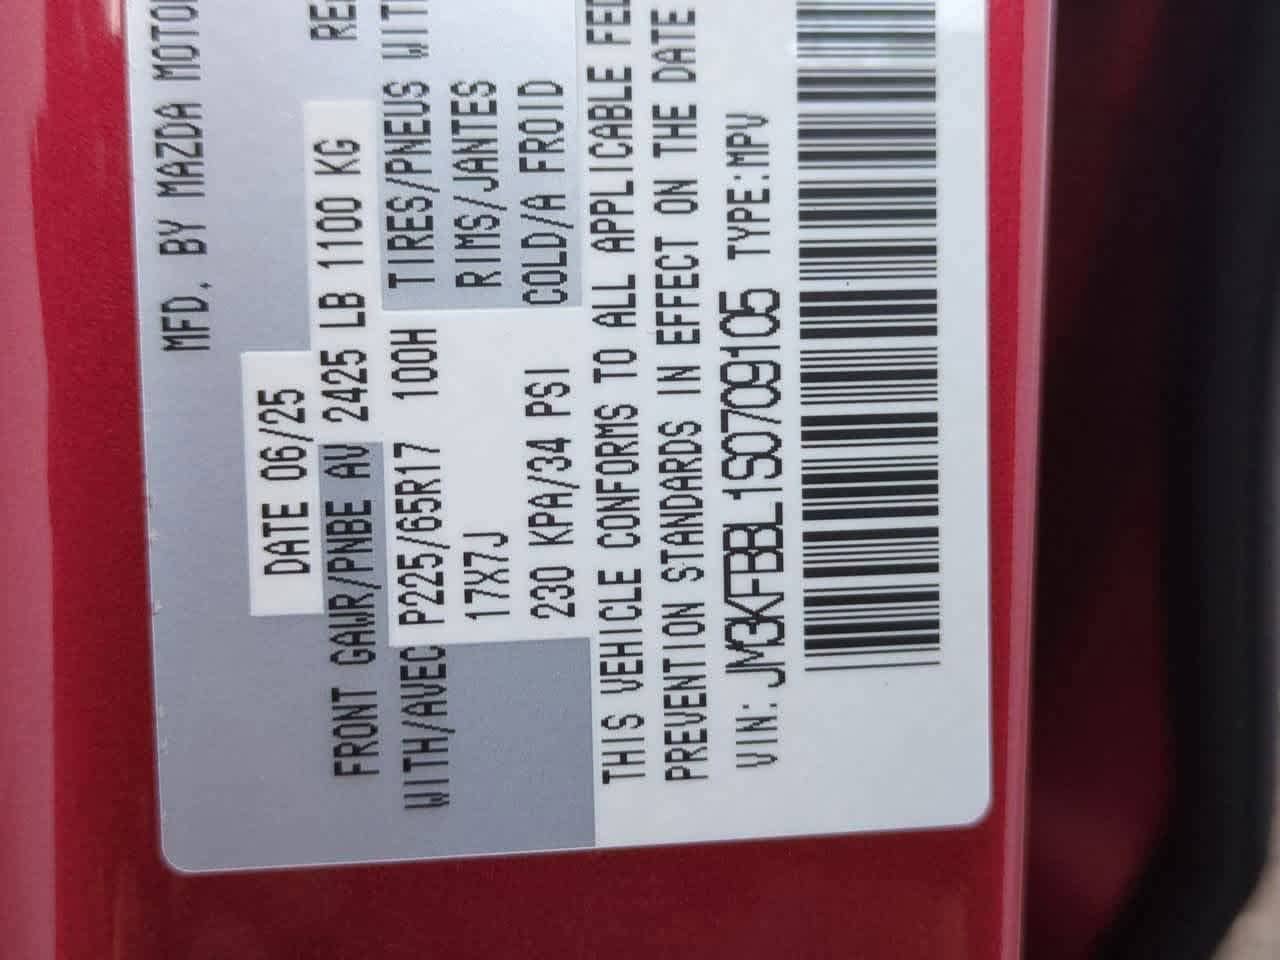 MFD. BY MAZDA MOTO
DATE 06/25
FRONT GAWR/PNBE AV 2425 LB 1100 KG
WITH/AVEC P225/65R17 100H TIRES/PNEUS WIT
17X7J RIMS/JANTES
230 KPA/34 PSI COLD/A FROID
THIS VEHICLE CONFORMS TO ALL APPLICABLE FED
PREVENTION STANDARDS IN EFFECT ON THE DATE
VIN: JM3KFBBL1S0709105 TYPE:MPV